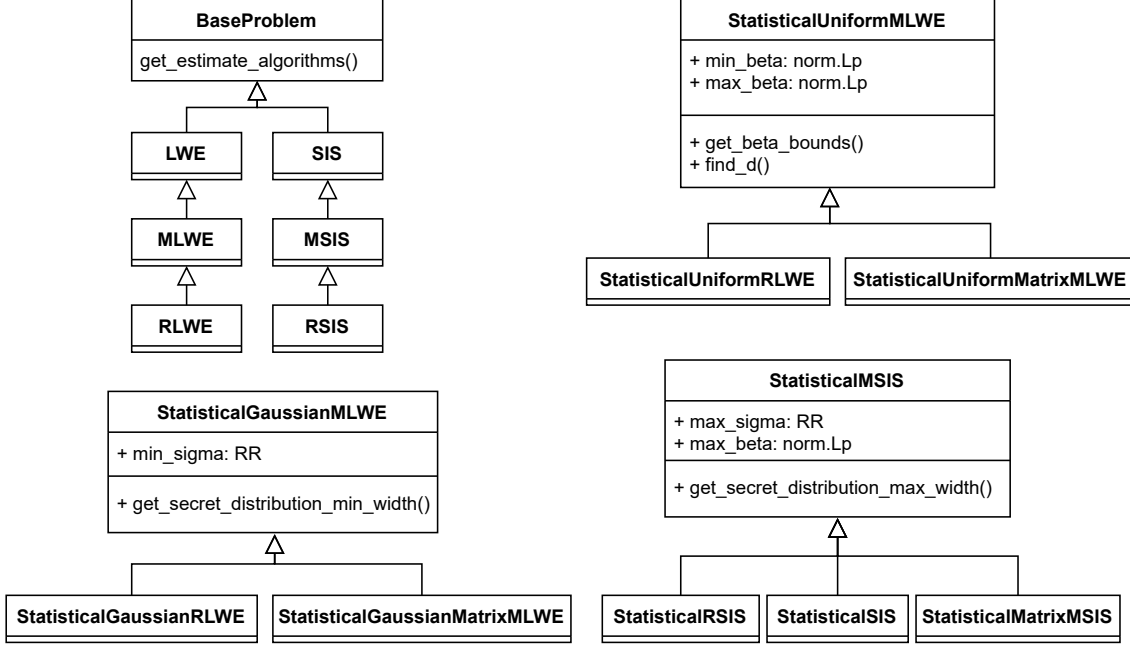 BaseProblem
get_estimate_algorithms()
LWE
SIS
MLWE
MSIS
RLWE
RSIS
StatisticalUniformMLWE
+ min_beta: norm.Lp
+ max_beta: norm.Lp
+ get_beta_bounds()
+ find_d()
StatisticalUniformRLWE
StatisticalUniformMatrixMLWE
StatisticalGaussianMLWE
+ min_sigma: RR
+ get_secret_distribution_min_width()
StatisticalGaussianRLWE
StatisticalGaussianMatrixMLWE
StatisticalMSIS
+ max_sigma: RR
+ max_beta: norm.Lp
+ get_secret_distribution_max_width()
StatisticalRSIS
StatisticalSIS
StatisticalMatrixMSIS